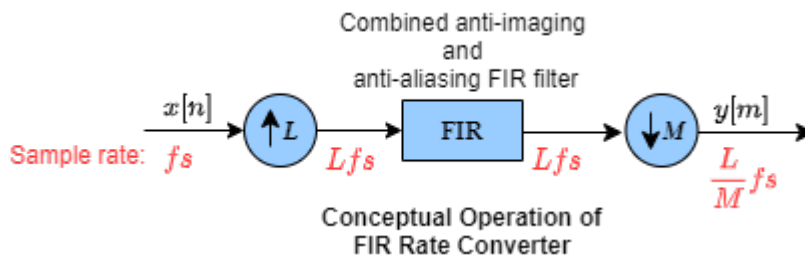 Combined anti-imaging
and
anti-aliasing FIR filter
x[n]
↑L
FIR
↓M
y[m]
Sample rate: fs
Lfs
Lfs
L/M fs
Conceptual Operation of
FIR Rate Converter